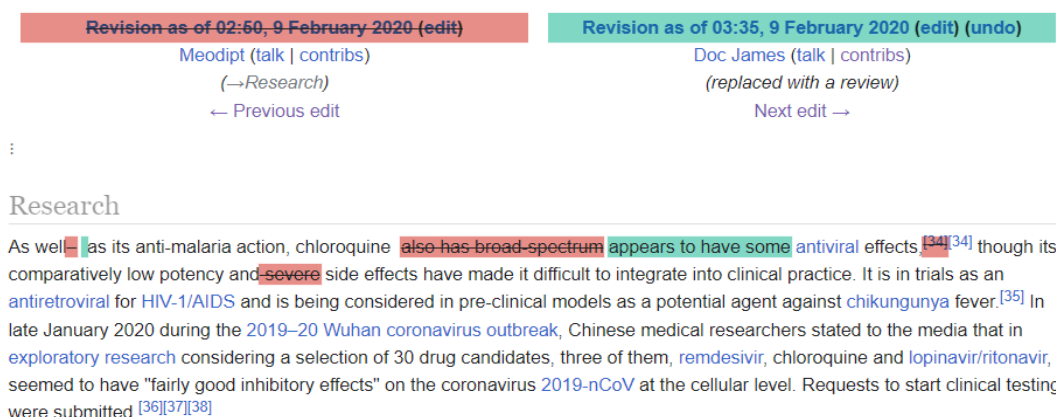 Revision as of 02:50, 9 February 2020 (edit)
Meodipt (talk | contribs)
(→Research)
← Previous edit
Revision as of 03:35, 9 February 2020 (edit) (undo)
Doc James (talk | contribs)
(replaced with a review)
Next edit →
⋮
Research
As well as its anti-malaria action, chloroquine also has broad-spectrum appears to have some antiviral effects,[34][34] though its
comparatively low potency and severe side effects have made it difficult to integrate into clinical practice. It is in trials as an
antiretroviral for HIV-1/AIDS and is being considered in pre-clinical models as a potential agent against chikungunya fever.[35] In
late January 2020 during the 2019–20 Wuhan coronavirus outbreak, Chinese medical researchers stated to the media that in
exploratory research considering a selection of 30 drug candidates, three of them, remdesivir, chloroquine and lopinavir/ritonavir,
seemed to have "fairly good inhibitory effects" on the coronavirus 2019-nCoV at the cellular level. Requests to start clinical testing
were submitted.[36][37][38]